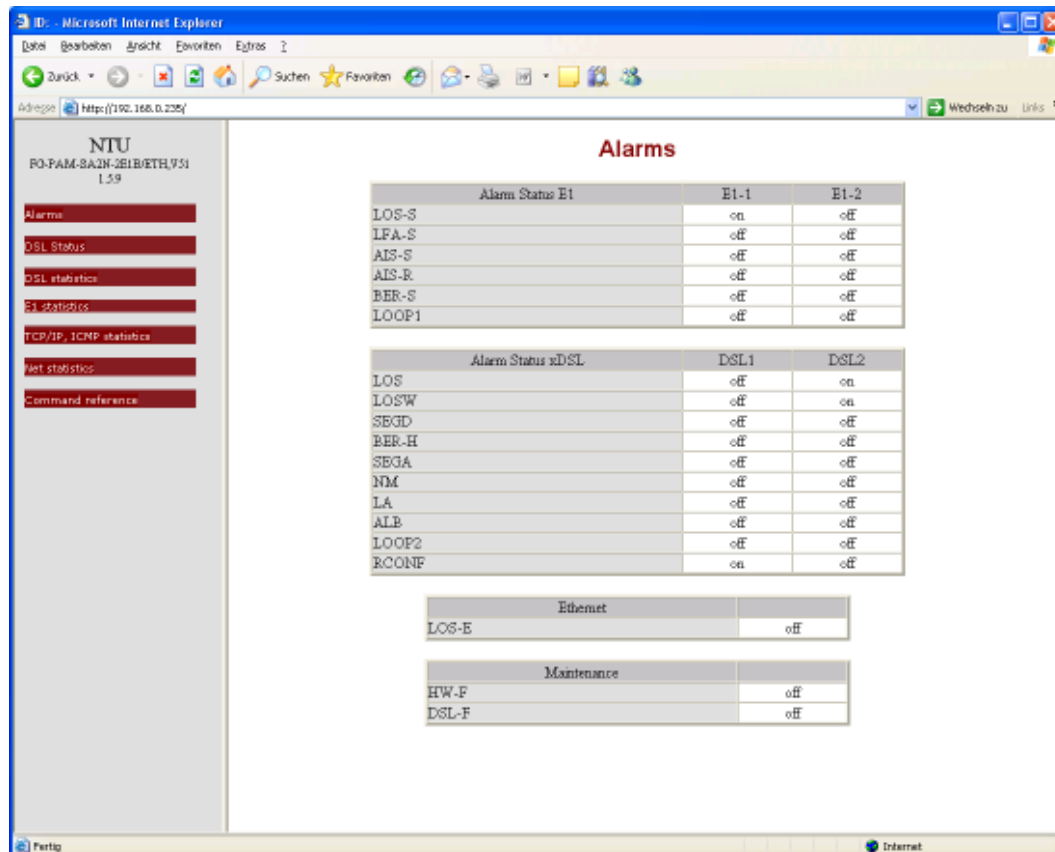 ID: - Microsoft Internet Explorer
Datei Bearbeiten Ansicht Favoriten Extras ?
Zurück Suchen Favoriten
Adresse http://192.168.0.235/ Wechseln zu Links
NTU
FO-PAM-SA2N-2E1B/ETH,V51
1.5.9
Alarms
DSL Status
DSL statistics
E1 statistics
TCP/IP, ICMP statistics
Net statistics
Command reference
Alarms
Alarm Status E1 E1-1 E1-2
LOS-S on off
LFA-S off off
AIS-S off off
AIS-R off off
BER-S off off
LOOP1 off off
Alarm Status xDSL DSL1 DSL2
LOS off on
LOSW off on
SEGD off off
BER-H off off
SEGA off off
NM off off
LA off off
ALB off off
LOOP2 off off
RCONF on off
Ethernet
LOS-E off
Maintenance
HW-F off
DSL-F off
Fertig Internet